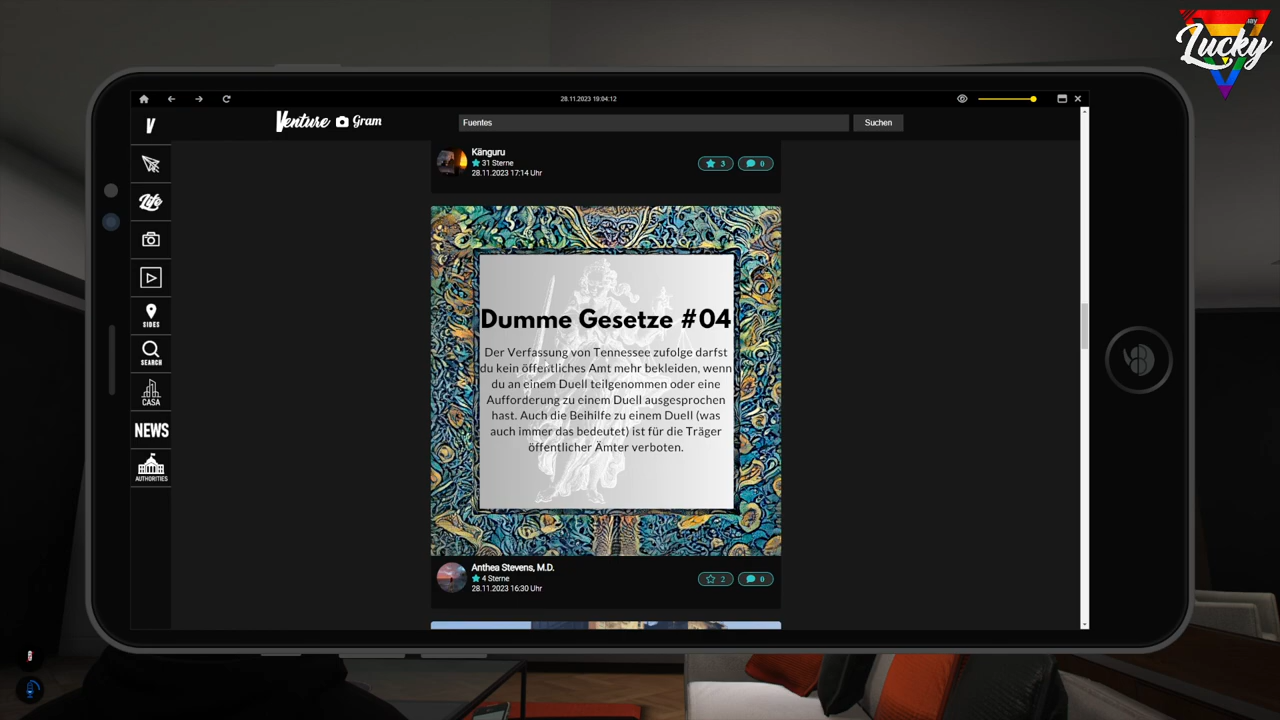 Lucky
28.11.2023 19:04:12
Venture Gram
Fuentes
Suchen
V
Life
SIDES
SEARCH
CASA
NEWS
AUTHORITIES
Känguru
31 Sterne
28.11.2023 17:14 Uhr
3
0
Dumme Gesetze #04
Der Verfassung von Tennessee zufolge darfst
du kein öffentliches Amt mehr bekleiden, wenn
du an einem Duell teilgenommen oder eine
Aufforderung zu einem Duell ausgesprochen
hast. Auch die Beihilfe zu einem Duell (was
auch immer das bedeutet) ist für die Träger
öffentlicher Ämter verboten.
Anthea Stevens, M.D.
4 Sterne
28.11.2023 16:30 Uhr
2
0